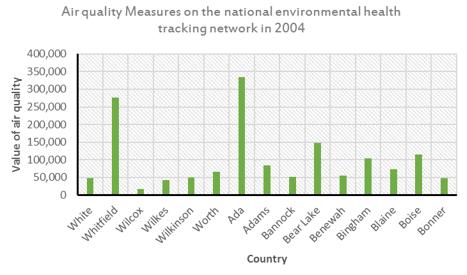 Air quality Measures on the national environmental health
tracking network in 2004
Value of air quality
400,000
350,000
300,000
250,000
200,000
150,000
100,000
50,000
0
White
Whitfield
Wilcox
Wilkes
Wilkinson
Worth
Ada
Adams
Bannock
Bear Lake
Benewah
Bingham
Blaine
Boise
Bonner
Country